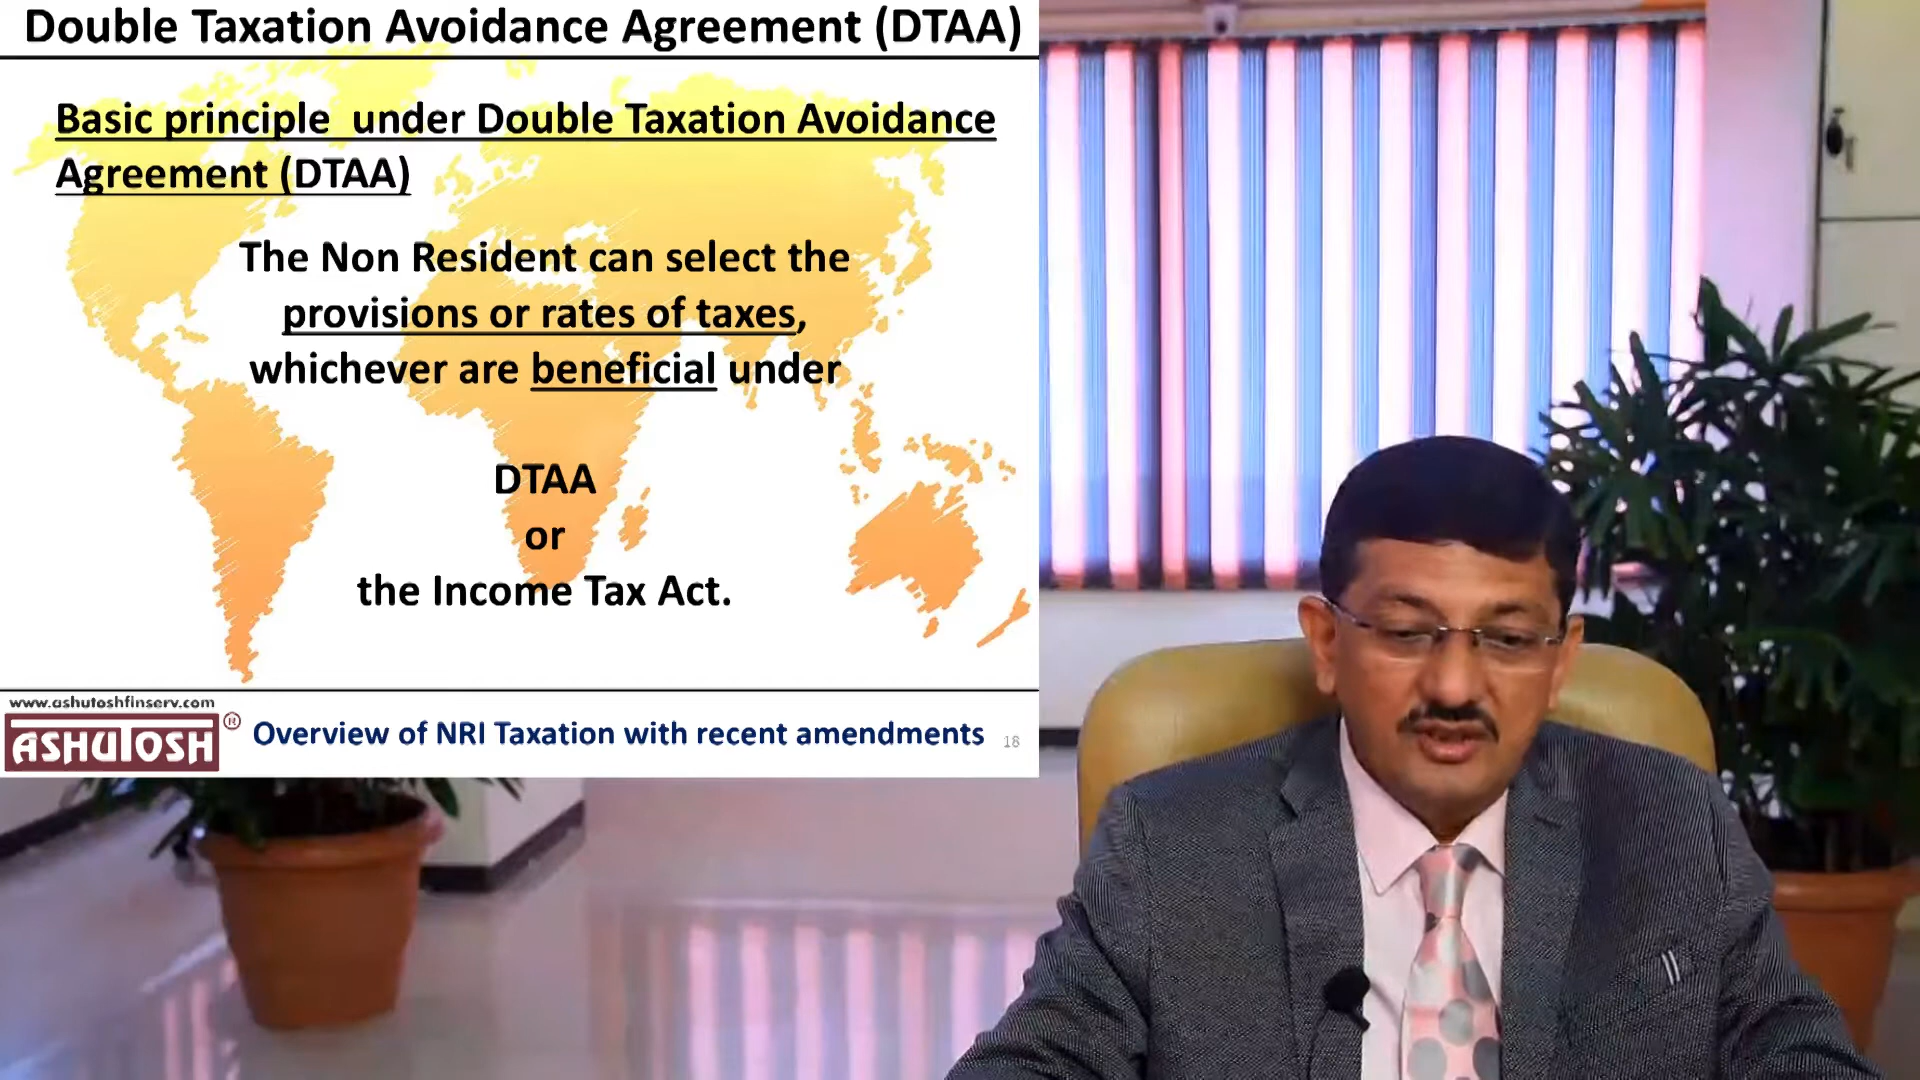 Double Taxation Avoidance Agreement (DTAA)
Basic principle under Double Taxation Avoidance
Agreement (DTAA)
The Non Resident can select the
provisions or rates of taxes,
whichever are beneficial under
DTAA
or
the Income Tax Act.
www.ashutoshfinserv.com
ASHUTOSH®
Overview of NRI Taxation with recent amendments
18